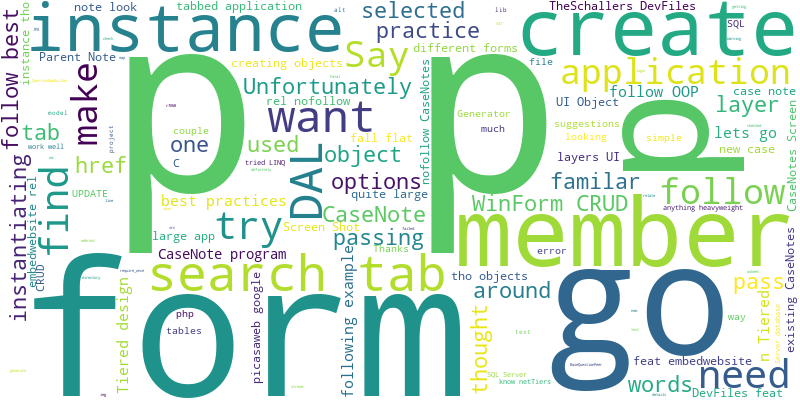 note look
tabbed application
selected
TheSchallers DevFiles
instance
practice
create
alt
lib
SQL
Parent Note
creating objects
Say
different forms
file
application
follow best
instance tho
make
Unfortunately
rel nofollow
p
p
d
UI Object
follow OOP
case note
want
Generator
layer
tab
couple
much
suggestions
simple
lets go
work well
one
used
fall flat
looking
new case
model
C
tried LINQ
object
layers UI
nofollow CaseNotes
href
options
familar
follow
find
DAL
quite large
anything heavyweight
UPDATE
best practices
WinForm CRUD
CaseNotes Screen
try
CaseNote
member
large app
Screen Shot
passing
error
CaseNote program
Thanks
instantiating
embedwebsite rel
CRUD
search tab
tho objects
pass
form
around
go
way
Tiered design
php
tables
picasaweb google
following example
thought
text
n Tiered
Server database
existing CaseNotes
feat embedwebsite
SQL Server
know netTiers
words
need
DevFiles feat
project